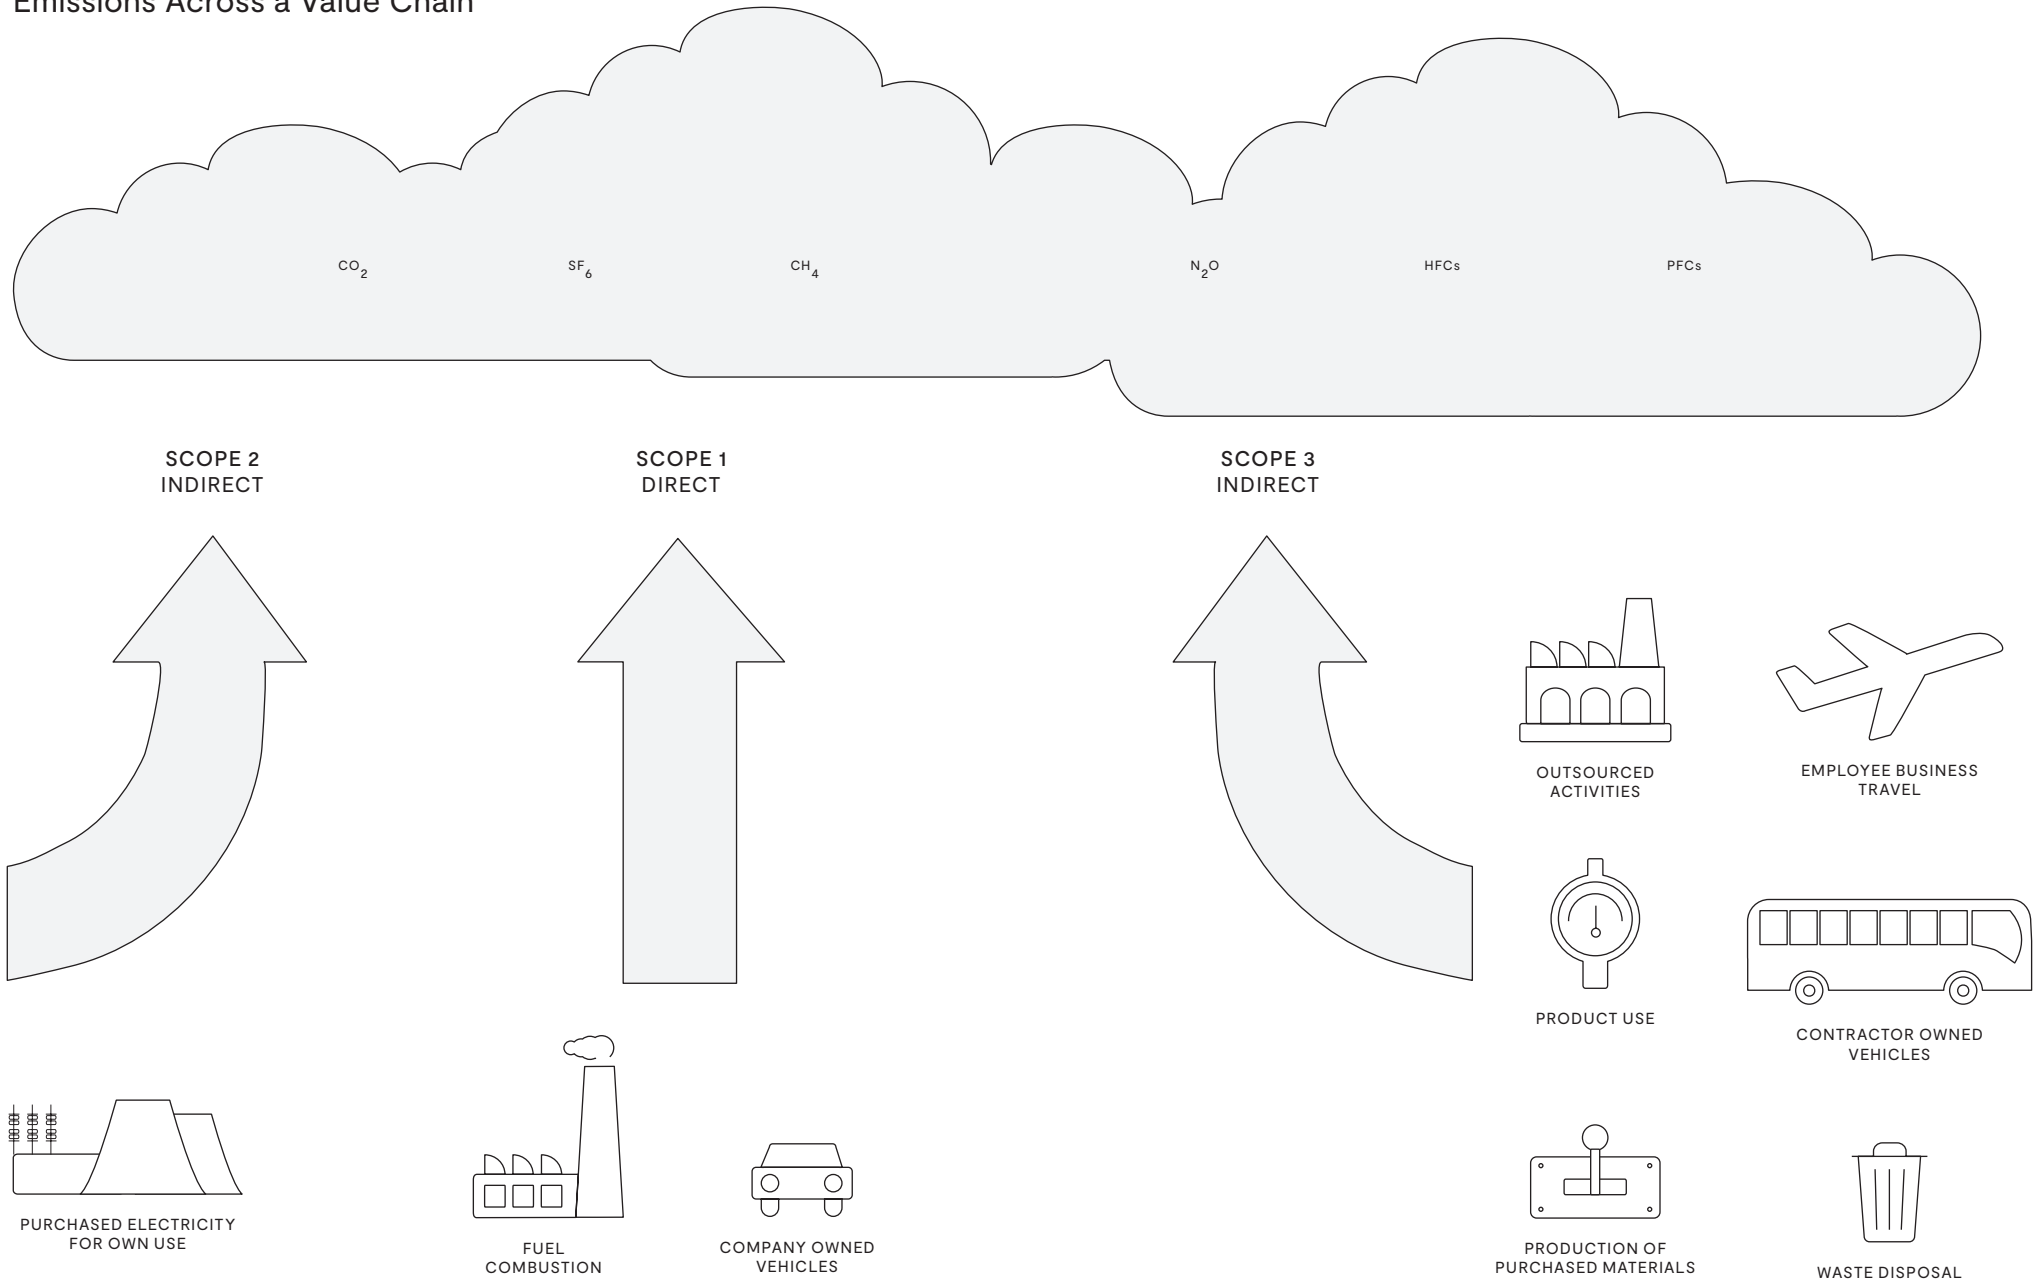 Emissions Across a Value Chain
CO2 SF6 CH4 N2O HFCs PFCs
SCOPE 2
INDIRECT
SCOPE 1
DIRECT
SCOPE 3
INDIRECT
OUTSOURCED
ACTIVITIES
EMPLOYEE BUSINESS
TRAVEL
PRODUCT USE
CONTRACTOR OWNED
VEHICLES
PURCHASED ELECTRICITY
FOR OWN USE
FUEL
COMBUSTION
COMPANY OWNED
VEHICLES
PRODUCTION OF
PURCHASED MATERIALS
WASTE DISPOSAL